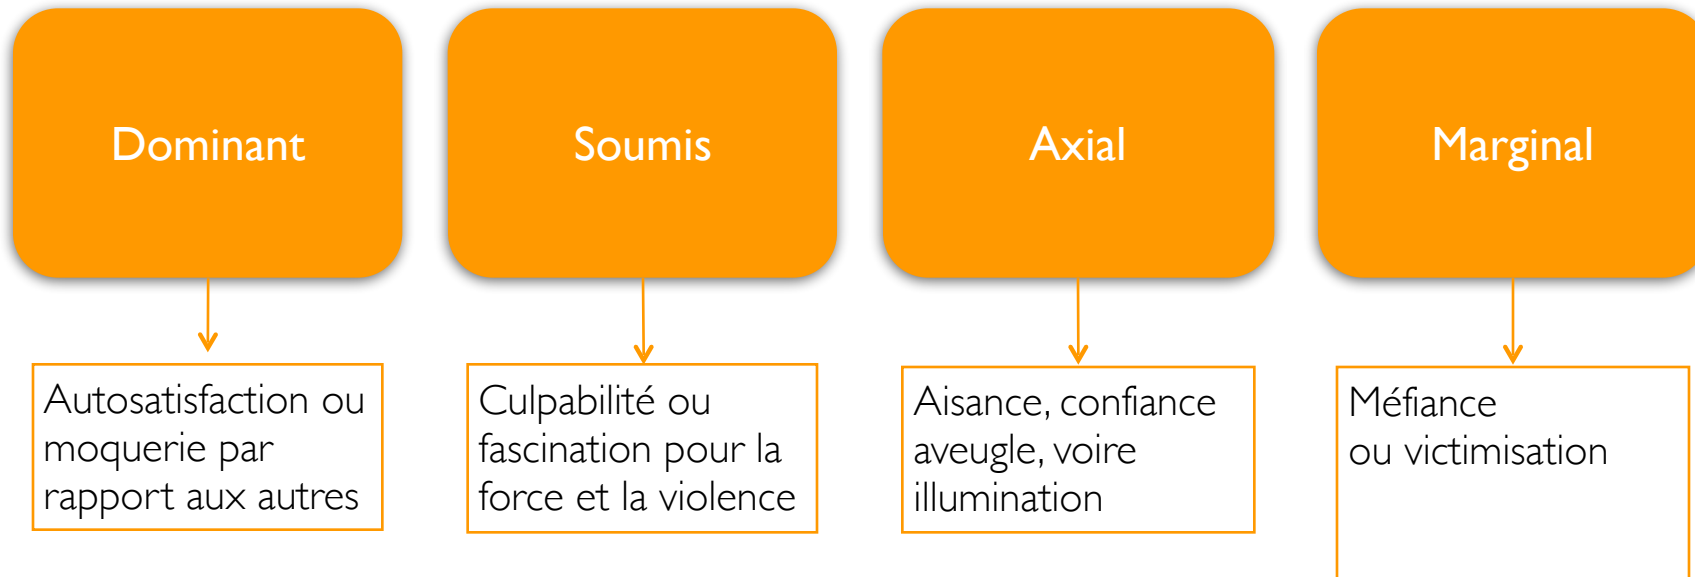 Dominant
Soumis
Axial
Marginal
Autosatisfaction ou
moquerie par
rapport aux autres
Culpabilité ou
fascination pour la
force et la violence
Aisance, confiance
aveugle, voire
illumination
Méfiance
ou victimisation